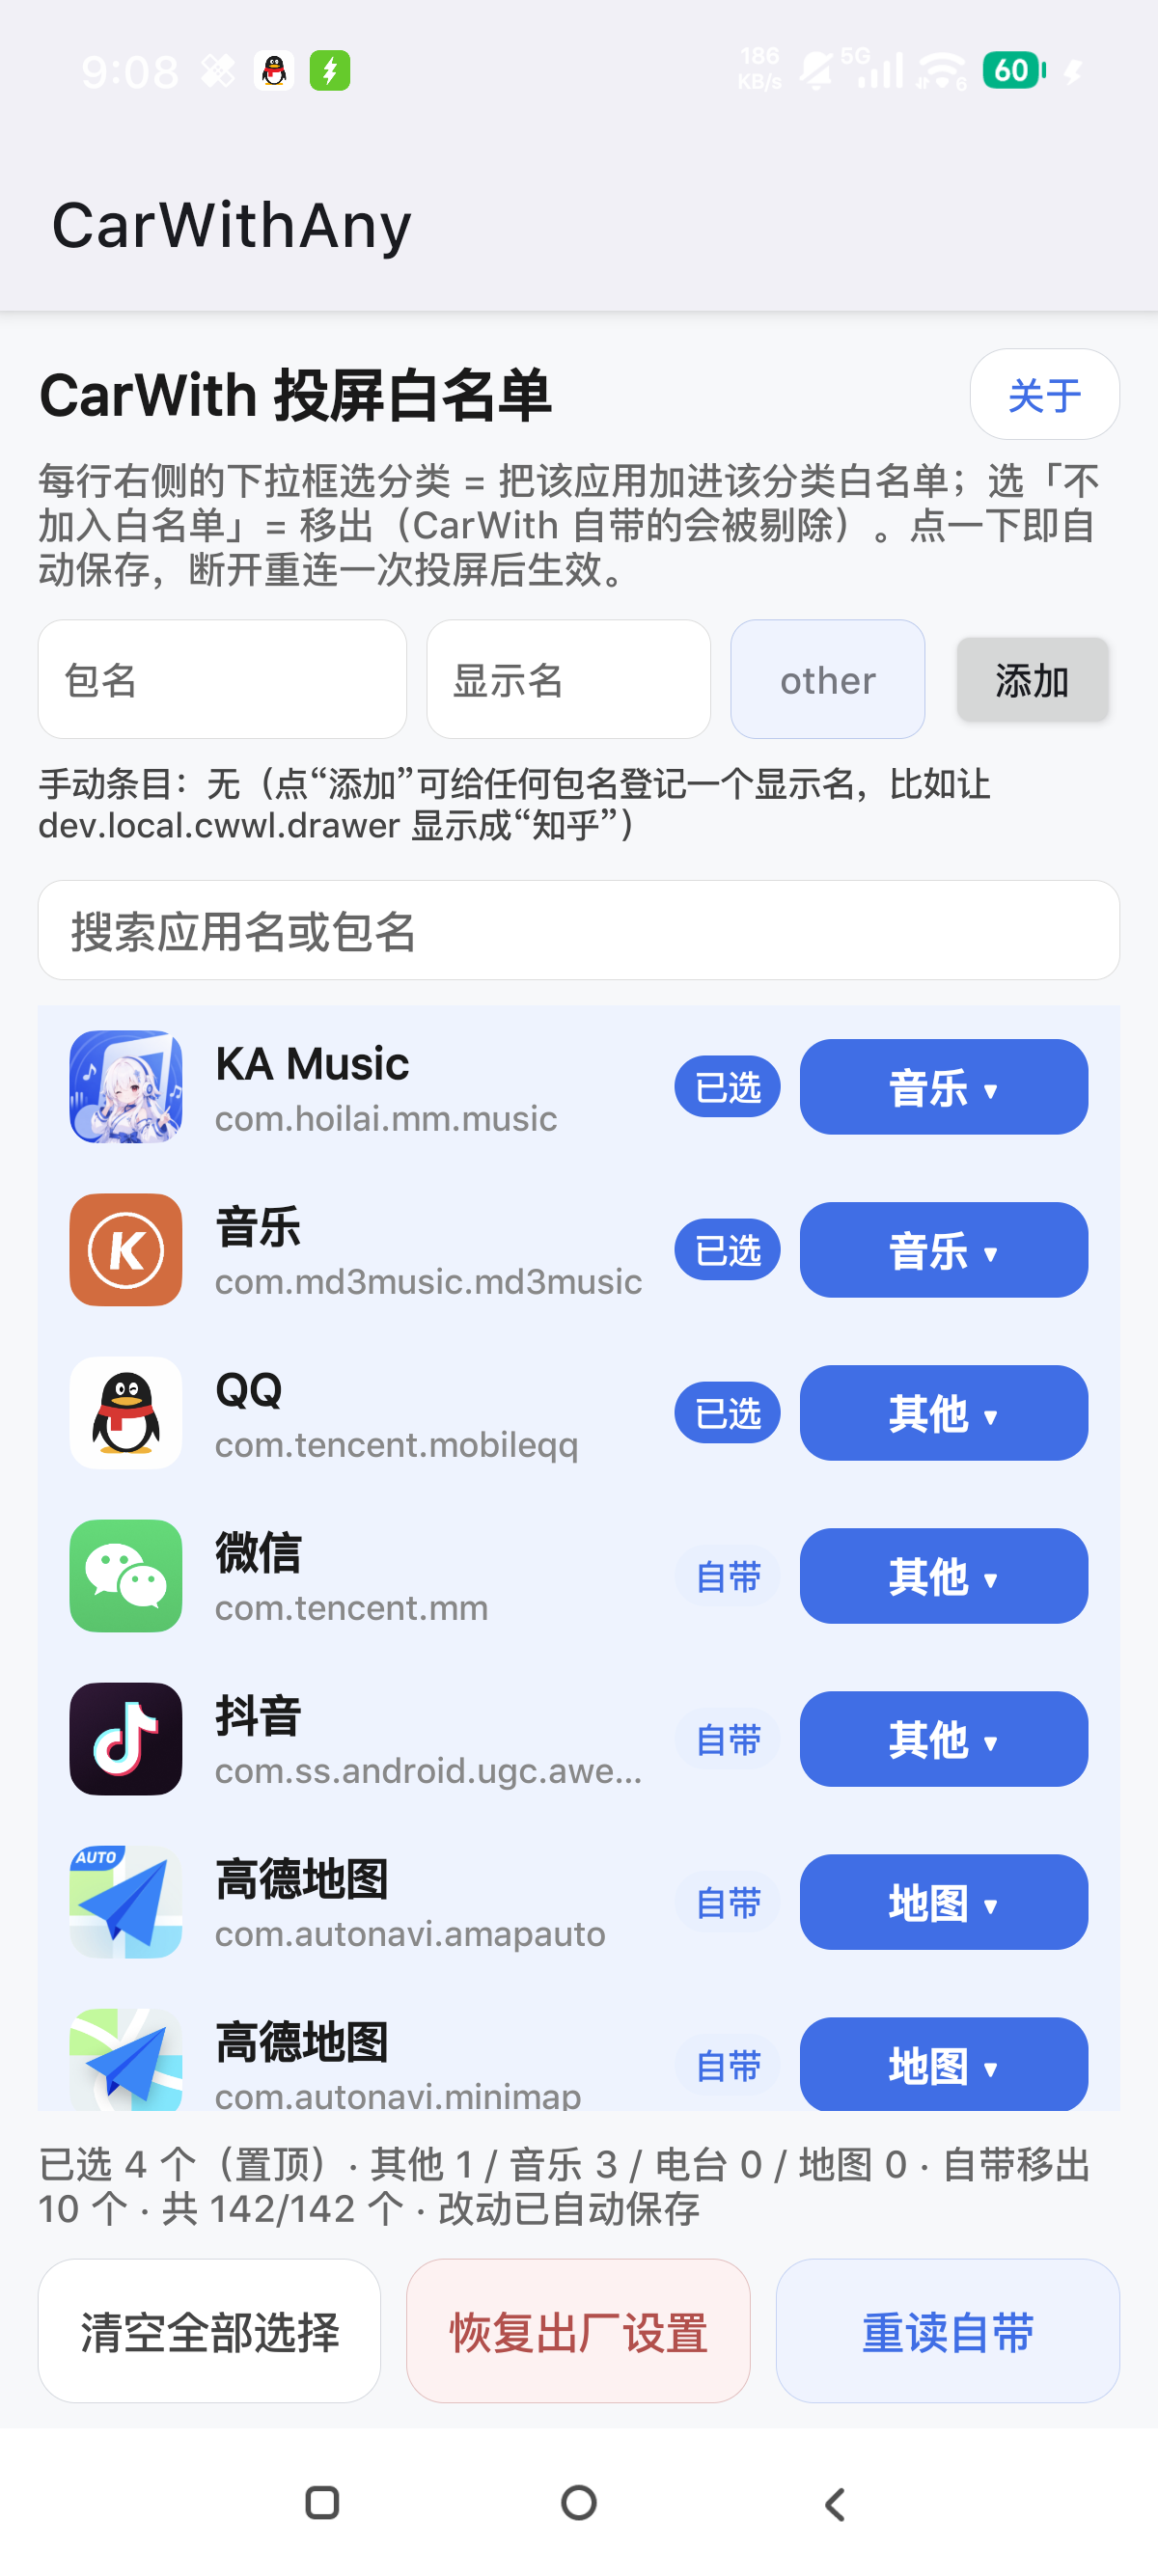 9:08
186 KB/s
5G
6
60
CarWithAny
CarWith 投屏白名单
关于
每行右侧的下拉框选分类 = 把该应用加进该分类白名单；选「不
加入白名单」= 移出（CarWith 自带的会被剔除）。点一下即自
动保存，断开重连一次投屏后生效。
包名
显示名
other
添加
手动条目：无（点“添加”可给任何包名登记一个显示名，比如让
dev.local.cwwl.drawer 显示成“知乎”）
搜索应用名或包名
KA Music
com.hoilai.mm.music
已选
音乐 ▾
K
音乐
com.md3music.md3music
已选
音乐 ▾
QQ
com.tencent.mobileqq
已选
其他 ▾
微信
com.tencent.mm
自带
其他 ▾
抖音
com.ss.android.ugc.awe...
自带
其他 ▾
AUTO
高德地图
com.autonavi.amapauto
自带
地图 ▾
高德地图
com.autonavi.minimap
自带
地图 ▾
已选 4 个（置顶）· 其他 1 / 音乐 3 / 电台 0 / 地图 0 · 自带移出
10 个 · 共 142/142 个 · 改动已自动保存
清空全部选择
恢复出厂设置
重读自带